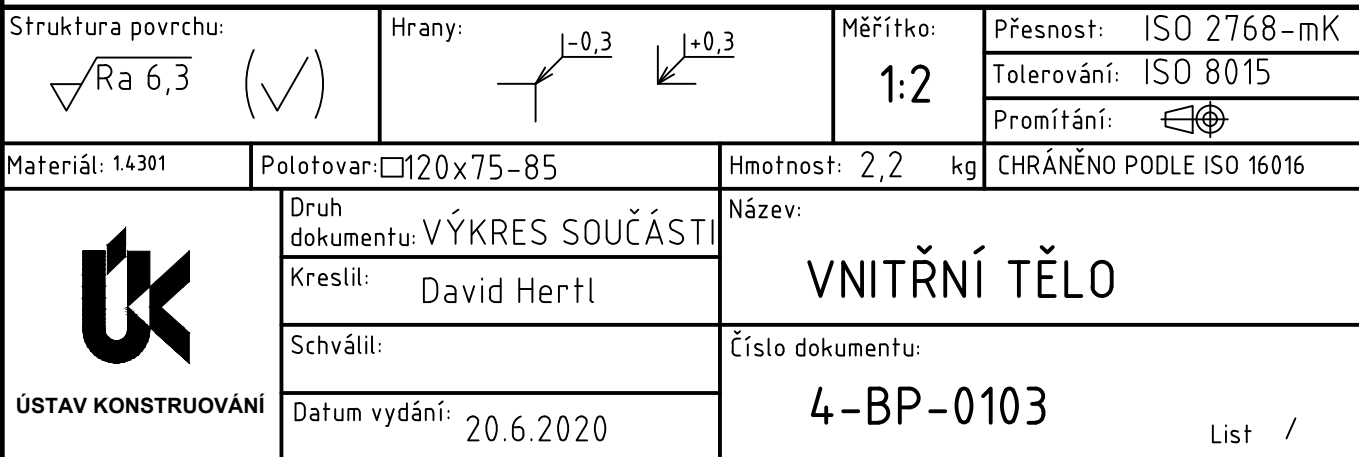 Struktura povrchu:
Ra 6,3
Hrany:
-0,3
+0,3
Měřítko:
1:2
Přesnost: ISO 2768-mK
Tolerování: ISO 8015
Promítání:
Materiál: 1.4301
Polotovar: □120x75-85
Hmotnost: 2,2 kg
CHRÁNĚNO PODLE ISO 16016
ÚK
ÚSTAV KONSTRUOVÁNÍ
Druh
dokumentu: VÝKRES SOUČÁSTI
Kreslil: David Hertl
Schválil:
Datum vydání: 20.6.2020
Název:
VNITŘNÍ TĚLO
Číslo dokumentu:
4-BP-0103
List /